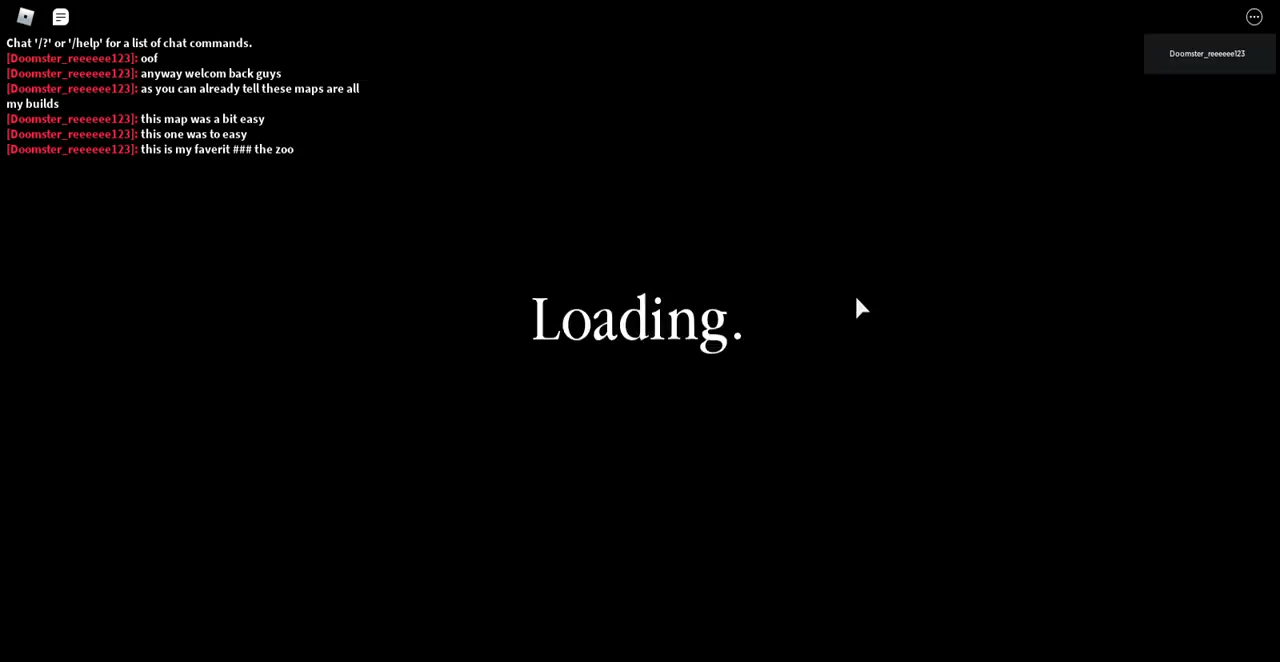 Chat '/?' or '/help' for a list of chat commands.
[Doomster_reeeeee123]: oof
[Doomster_reeeeee123]: anyway welcom back guys
[Doomster_reeeeee123]: as you can already tell these maps are all
my builds
[Doomster_reeeeee123]: this map was a bit easy
[Doomster_reeeeee123]: this one was to easy
[Doomster_reeeeee123]: this is my faverit ### the zoo
Doomster_reeeeee123
Loading.